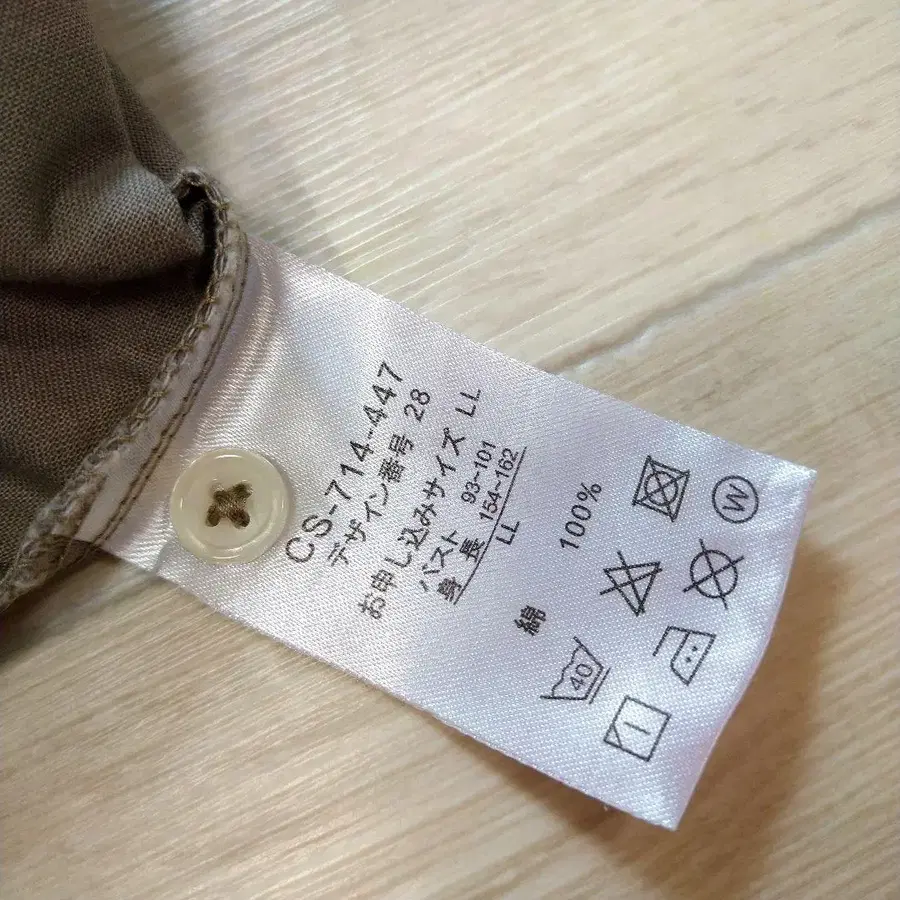 CS-714-447
デザイン番号 28
お申し込みサイズ LL
バスト 93-101
身長 154~162
LL
綿 100%
40
W